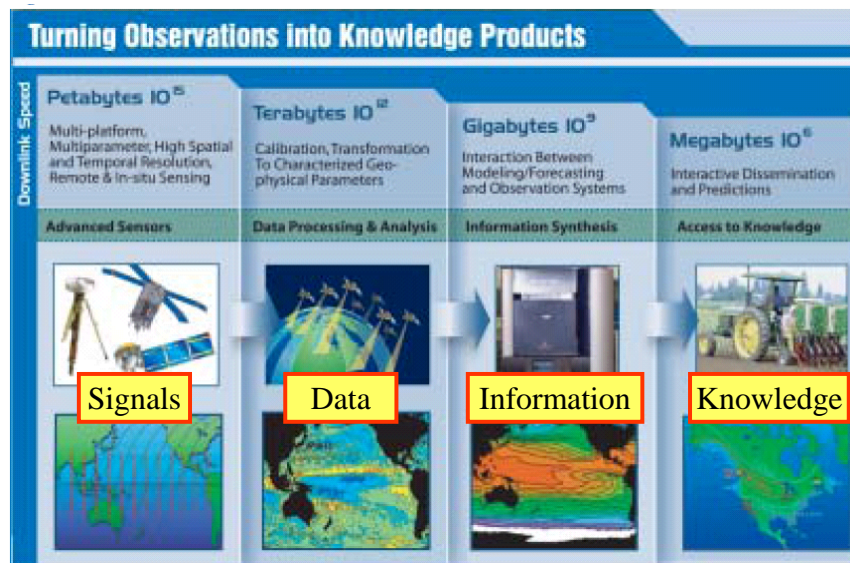 Turning Observations into Knowledge Products
Downlink Speed
Petabytes 10¹⁵
Multi-platform,
Multiparameter, High Spatial
and Temporal Resolution,
Remote & In-situ Sensing
Advanced Sensors
Signals
Terabytes 10¹²
Calibration, Transformation
To Characterized Geo-
physical Parameters
Data Processing & Analysis
Data
Gigabytes 10⁹
Interaction Between
Modeling/Forecasting
and Observation Systems
Information Synthesis
Information
Megabytes 10⁶
Interactive Dissemination
and Predictions
Access to Knowledge
Knowledge